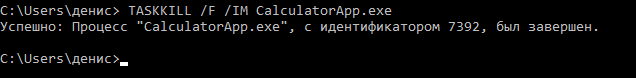 C:\Users\денис> TASKKILL /F /IM CalculatorApp.exe
Успешно: Процесс "CalculatorApp.exe", с идентификатором 7392, был завершен.
C:\Users\денис>